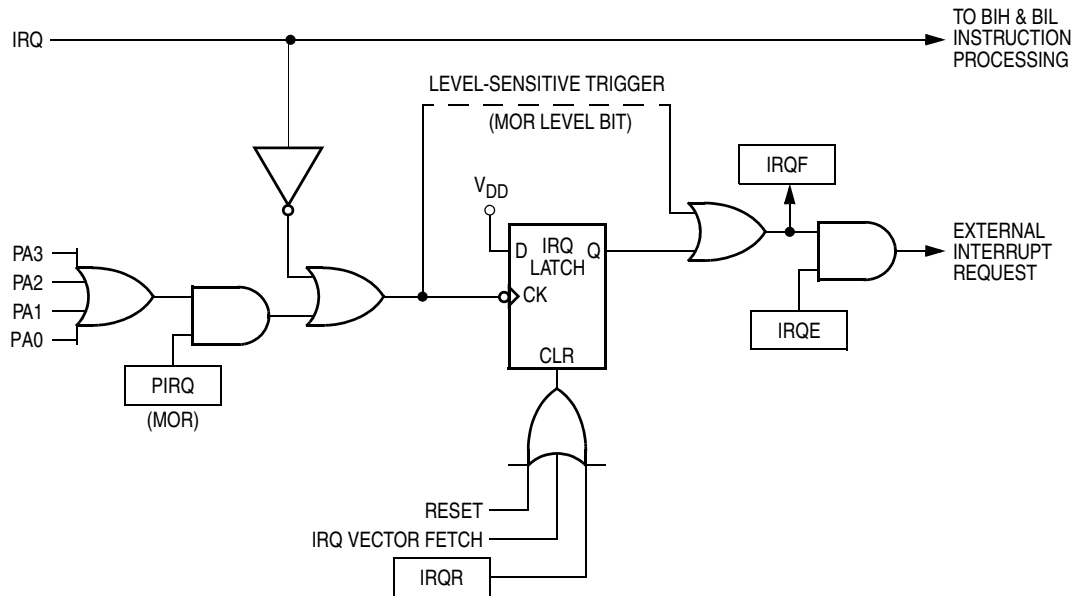 IRQ
TO BIH & BIL
INSTRUCTION
PROCESSING
LEVEL-SENSITIVE TRIGGER
(MOR LEVEL BIT)
IRQF
VDD
D IRQ Q
LATCH
CK
CLR
EXTERNAL
INTERRUPT
REQUEST
PA3
PA2
PA1
PA0
IRQE
PIRQ
(MOR)
RESET
IRQ VECTOR FETCH
IRQR